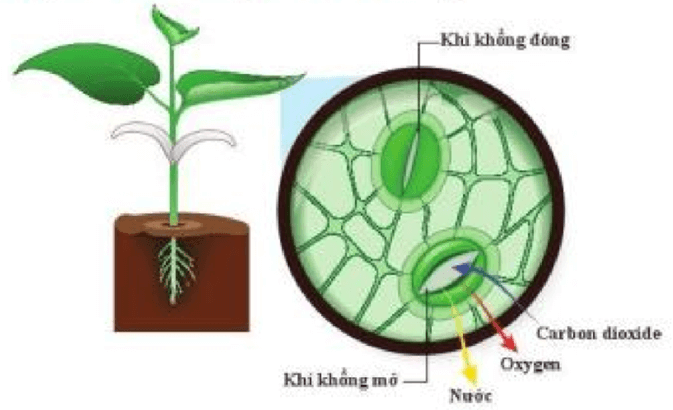 Khí khổng đóng
Carbon dioxide
Oxygen
Khí khổng mở
Nước